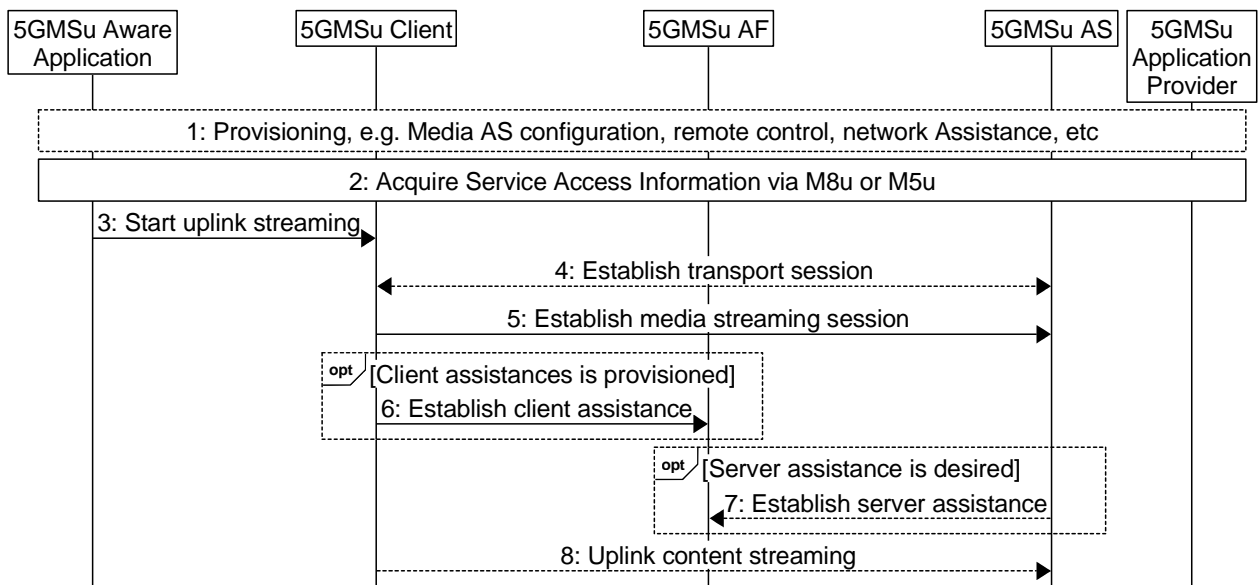 5GMSu Aware
Application
5GMSu Client
5GMSu AF
5GMSu AS
5GMSu
Application
Provider
1: Provisioning, e.g. Media AS configuration, remote control, network Assistance, etc
2: Acquire Service Access Information via M8u or M5u
3: Start uplink streaming
4: Establish transport session
5: Establish media streaming session
opt [Client assistances is provisioned]
6: Establish client assistance
opt [Server assistance is desired]
7: Establish server assistance
8: Uplink content streaming